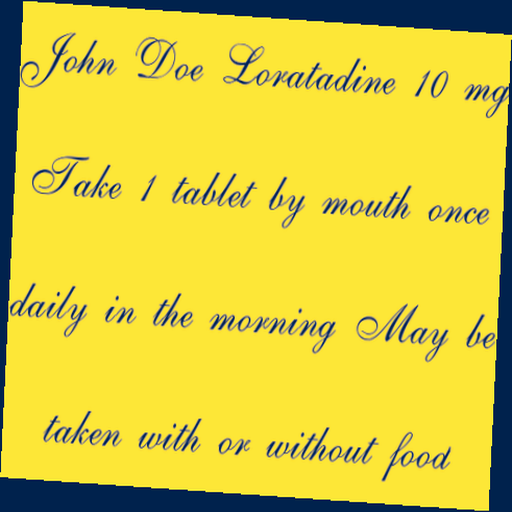 John Doe Loratadine 10 mg
Take 1 tablet by mouth once
daily in the morning May be
taken with or without food